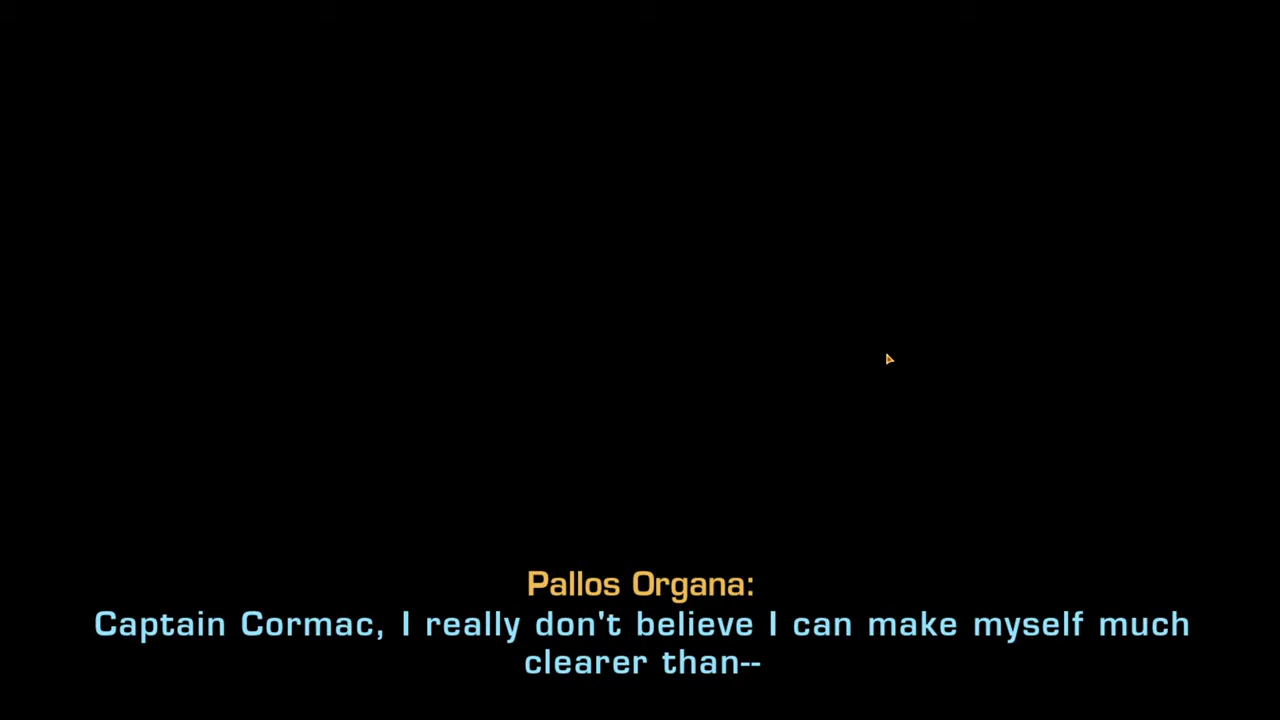 Pallos Organa:
Captain Cormac, I really don't believe I can make myself much
clearer than--